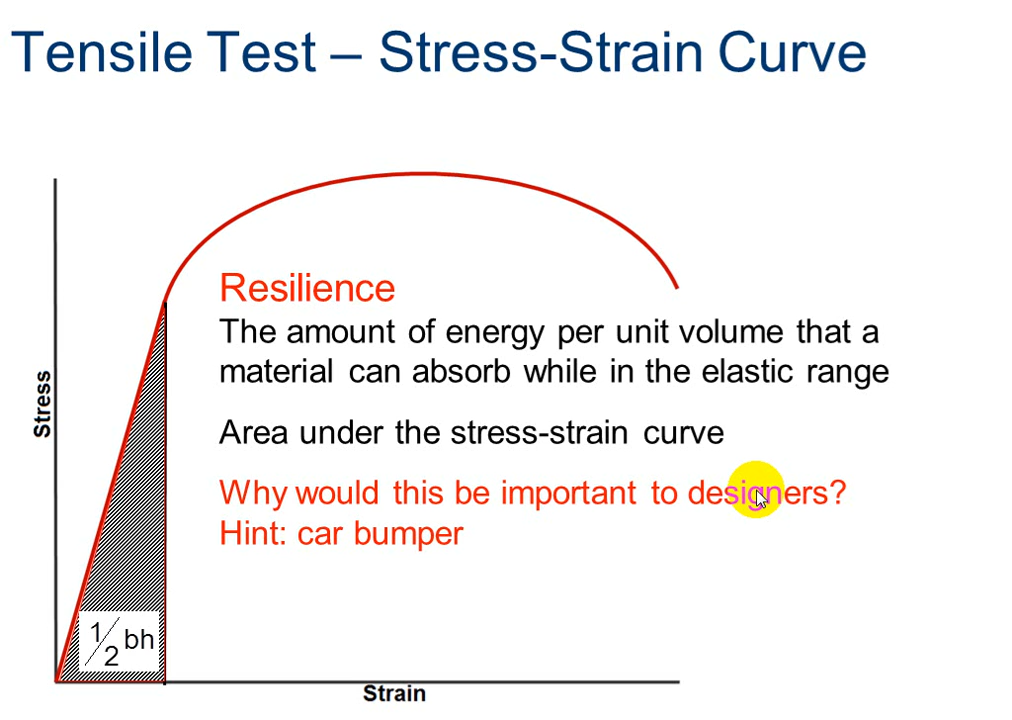 Tensile Test – Stress-Strain Curve
Resilience
The amount of energy per unit volume that a
material can absorb while in the elastic range
Area under the stress-strain curve
Why would this be important to designers?
Hint: car bumper
Stress
1/2 bh
Strain